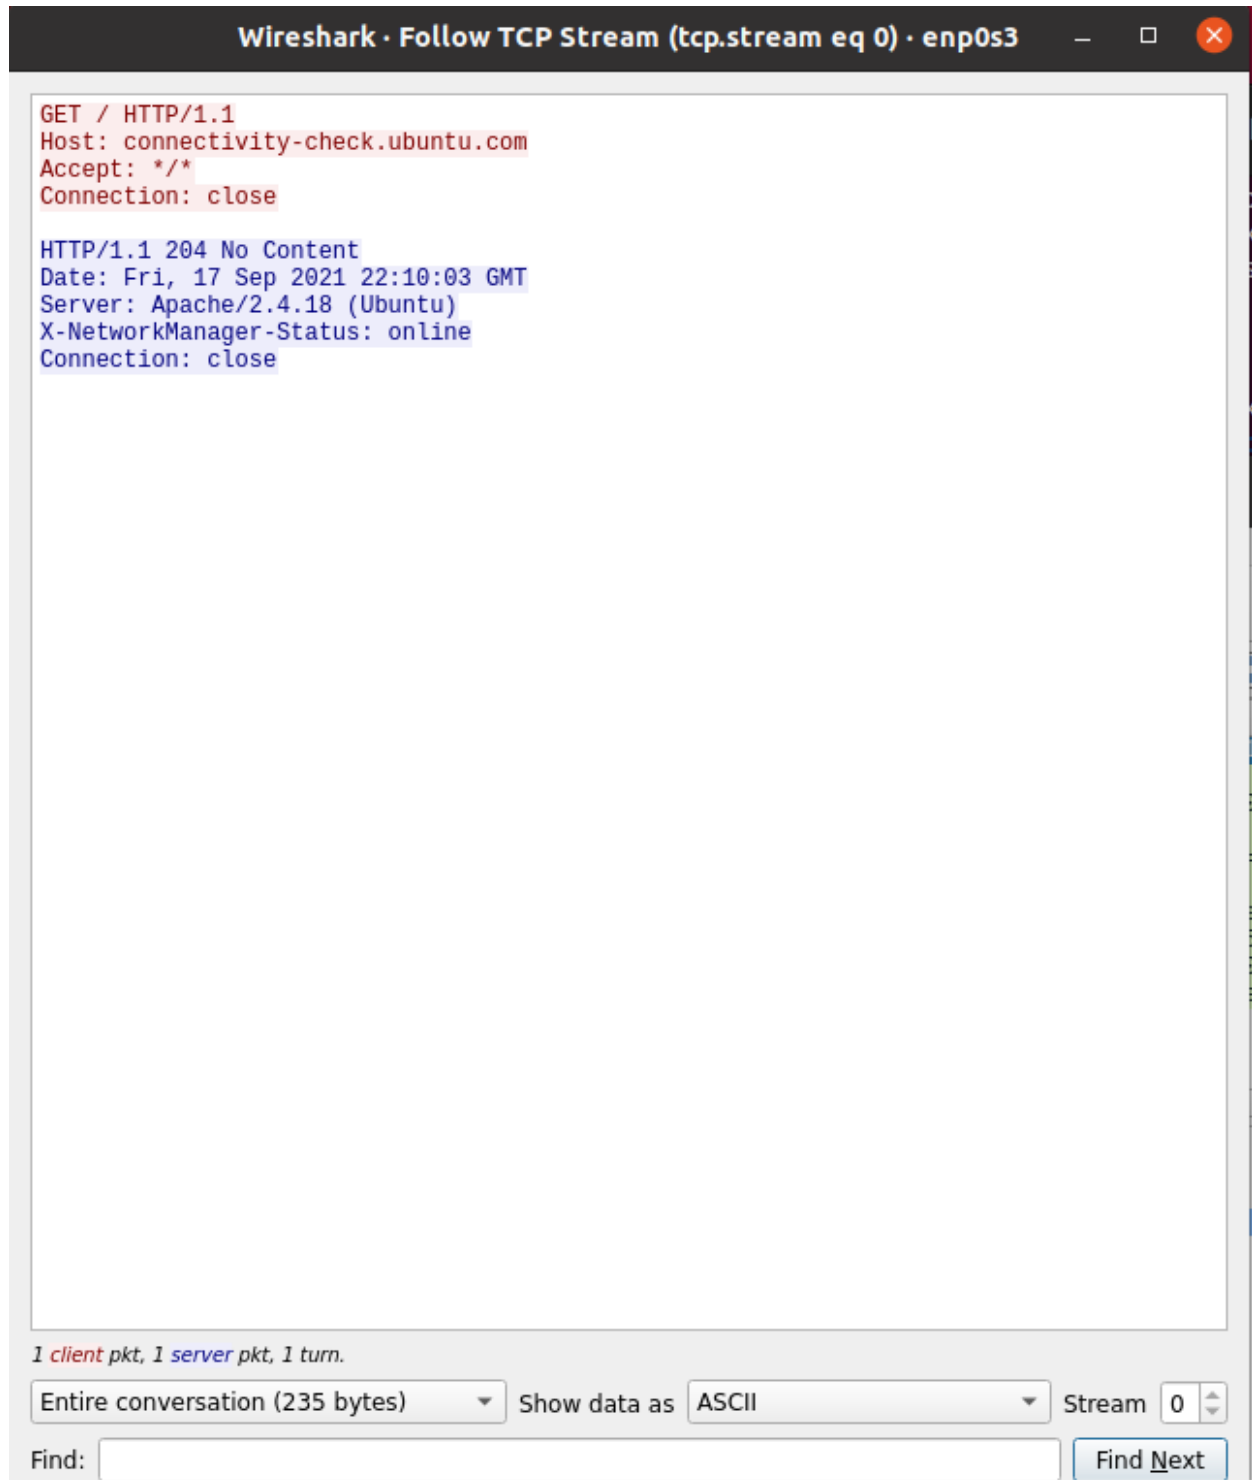 Wireshark · Follow TCP Stream (tcp.stream eq 0) · enp0s3
GET / HTTP/1.1
Host: connectivity-check.ubuntu.com
Accept: */*
Connection: close
HTTP/1.1 204 No Content
Date: Fri, 17 Sep 2021 22:10:03 GMT
Server: Apache/2.4.18 (Ubuntu)
X-NetworkManager-Status: online
Connection: close
1 client pkt, 1 server pkt, 1 turn.
Entire conversation (235 bytes) Show data as ASCII Stream 0
Find: Find Next